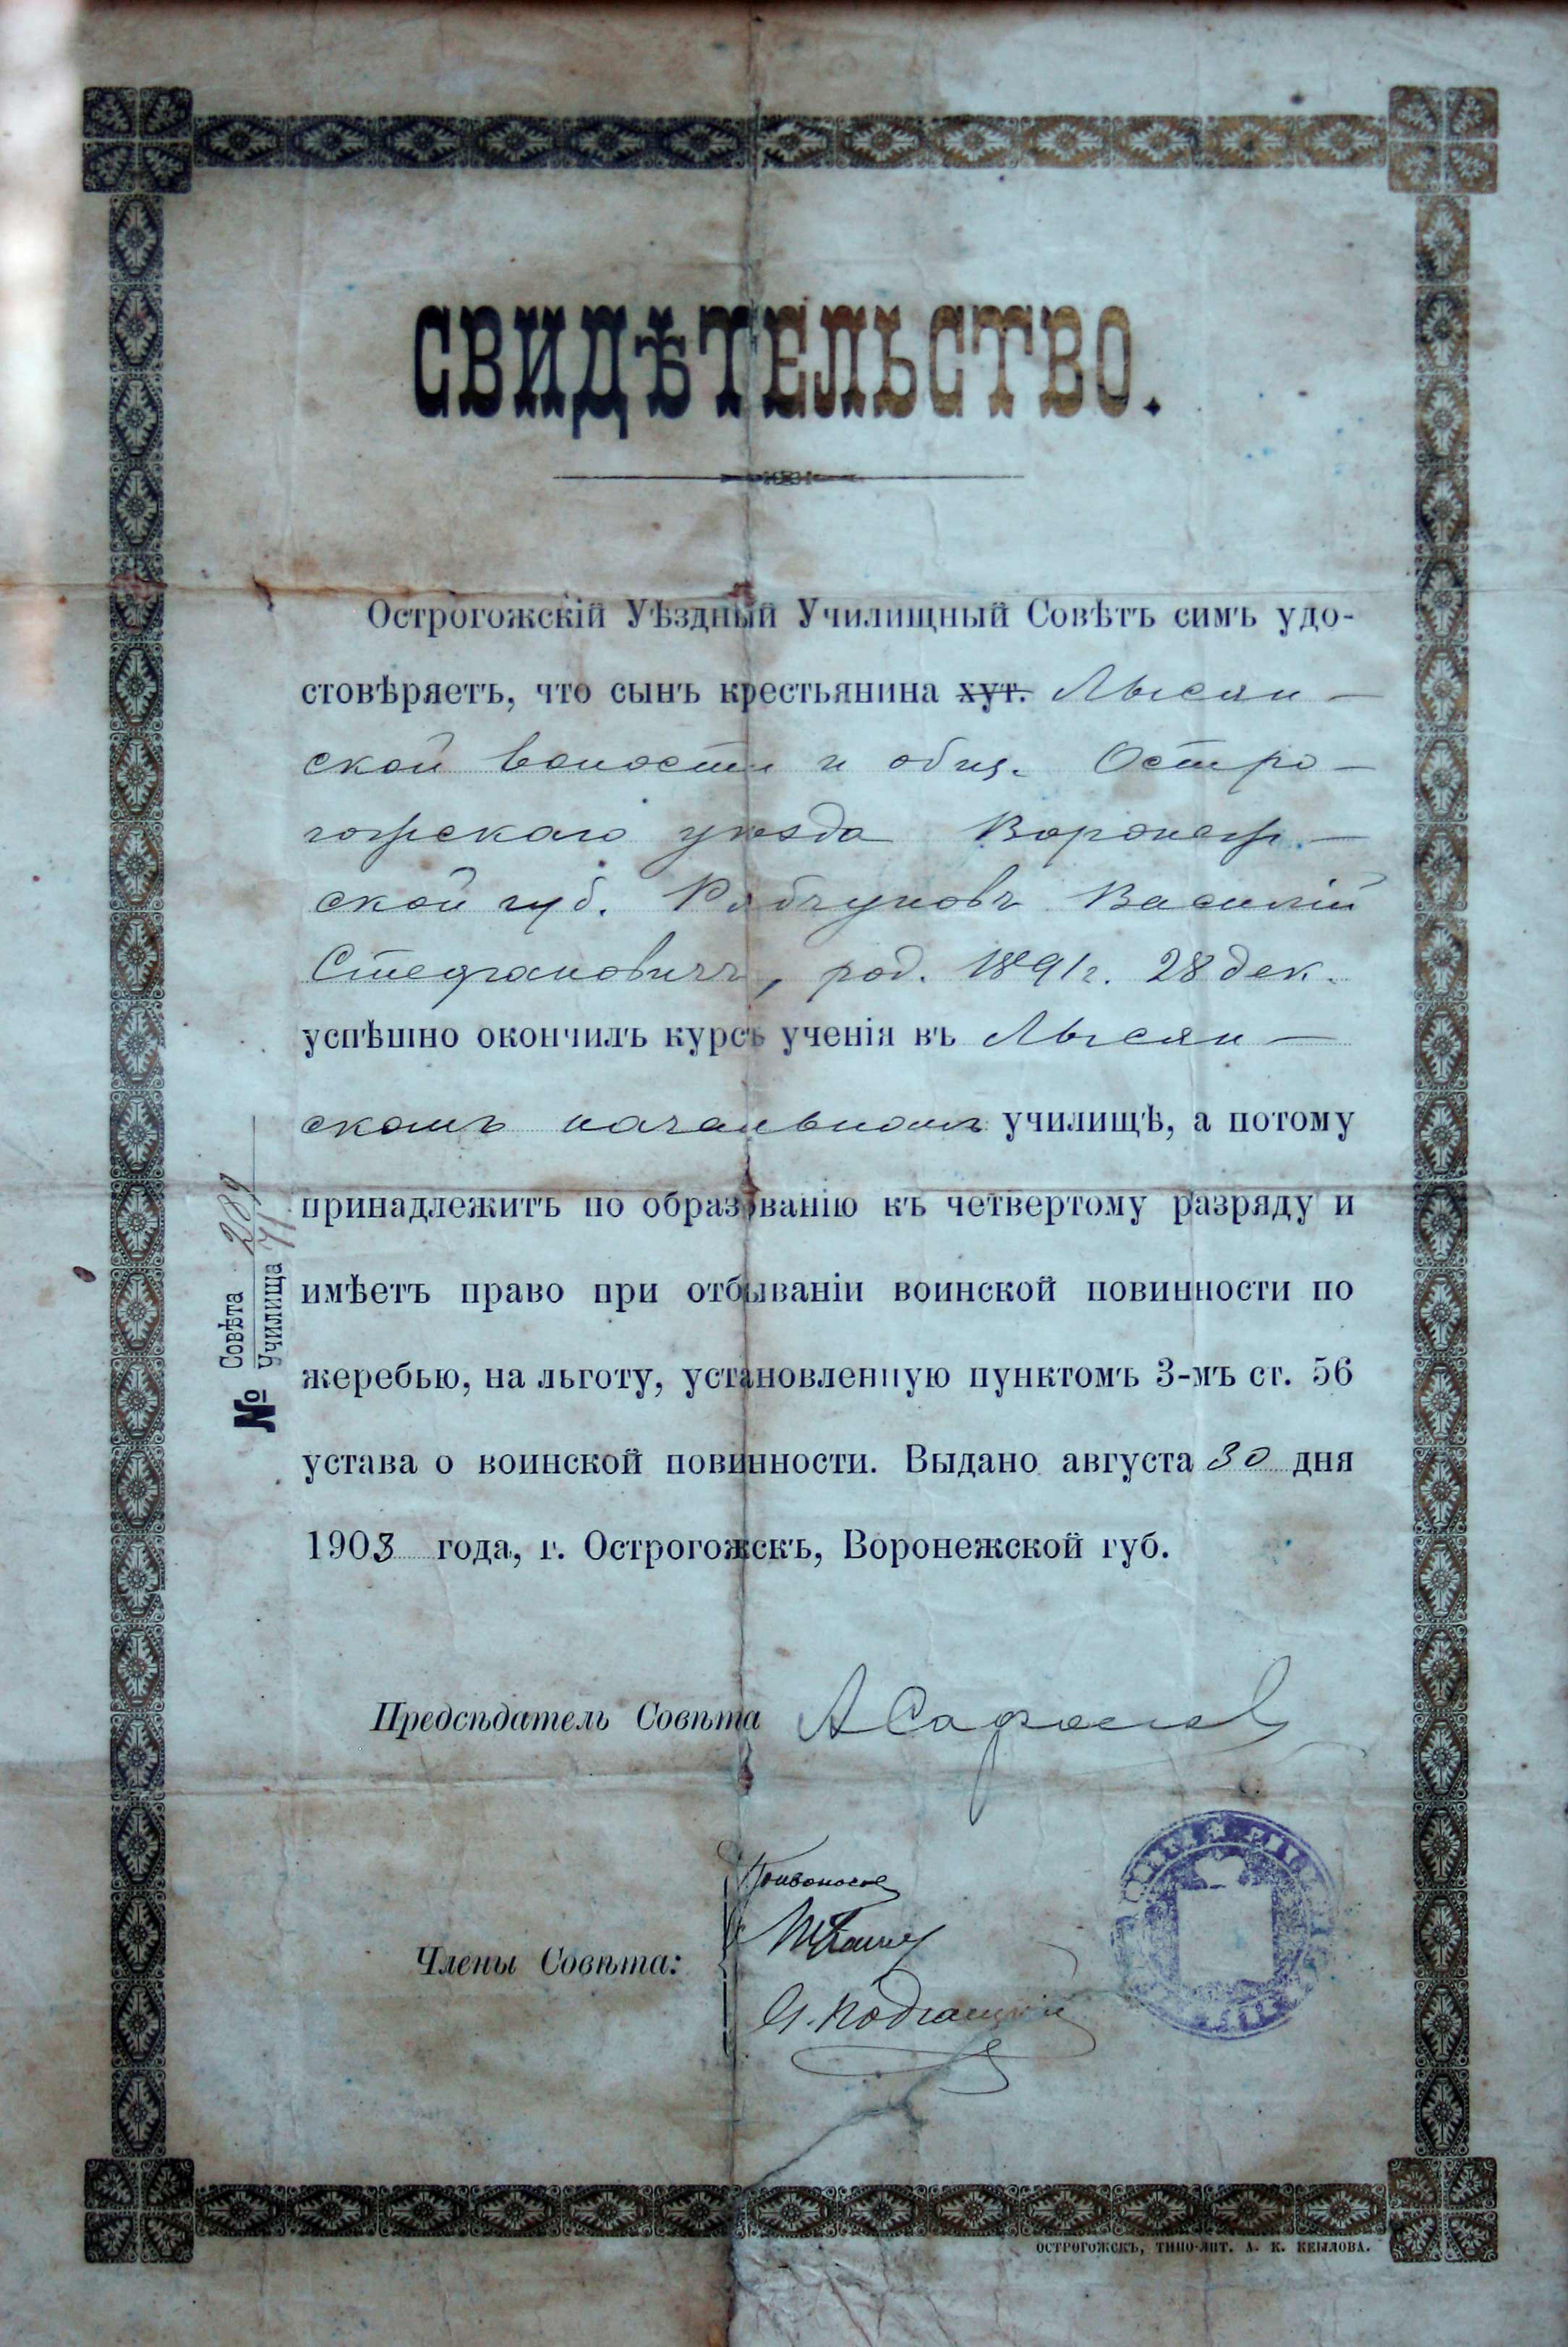 СВИДѢТЕЛЬСТВО.
Острогожскій Уѣздный Училищный Совѣтъ симъ удо-
стовѣряетъ, что сынъ крестьянина хут. Лысян-
ской волости и общ. Остро-
гожскаго уѣзда Воронеж-
ской губ. Василій
Стефановичъ, род. 1891 г. 28 дек.
успѣшно окончилъ курсъ ученія въ Лысян-
скомъ начальномъ училищѣ, а потому
принадлежитъ по образованію къ четвертому разряду и
имѣетъ право при отбываніи воинской повинности по
жеребью, на льготу, установленную пунктомъ 3-мъ ст. 56
устава о воинской повинности. Выдано августа 30 дня
1903 года, г. Острогожскъ, Воронежской губ.
№ Совѣта 289
Училища 71
Предсѣдатель Совѣта
Члены Совѣта:
ОСТРОГОЖСКЪ, ТИПО-ЛИТ. А. К.